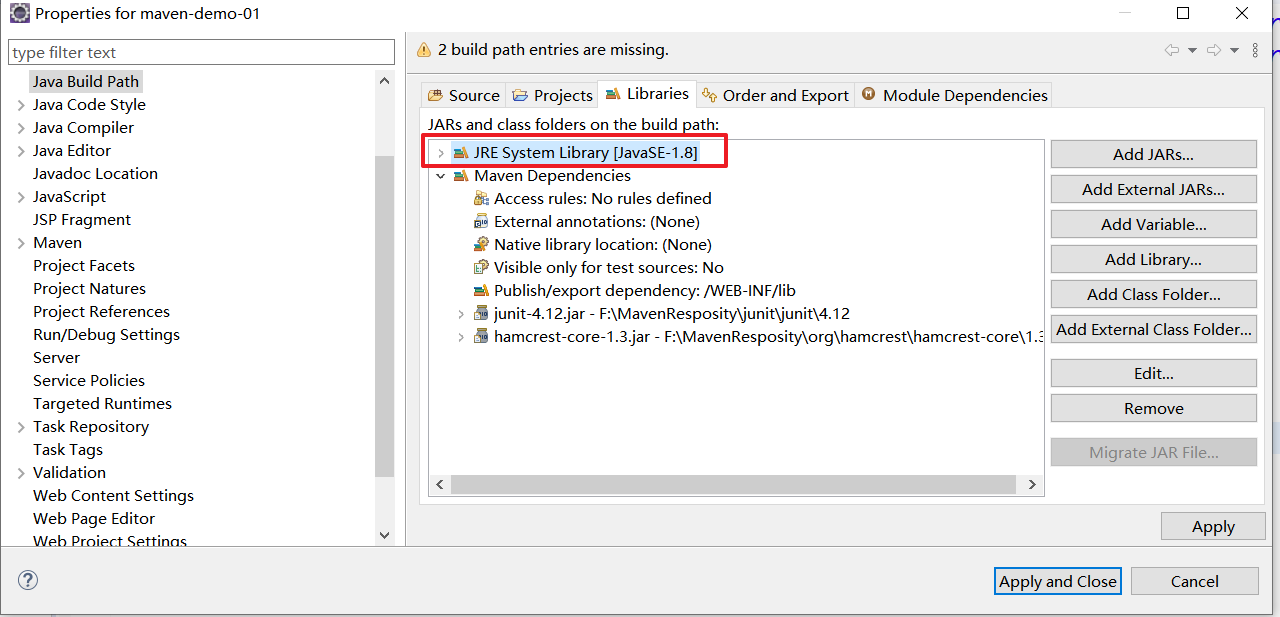 Properties for maven-demo-01
type filter text
Java Build Path
Java Code Style
Java Compiler
Java Editor
Javadoc Location
JavaScript
JSP Fragment
Maven
Project Facets
Project Natures
Project References
Run/Debug Settings
Server
Service Policies
Targeted Runtimes
Task Repository
Task Tags
Validation
Web Content Settings
Web Page Editor
Web Project Settings
2 build path entries are missing.
Source Projects Libraries Order and Export Module Dependencies
JARs and class folders on the build path:
JRE System Library [JavaSE-1.8]
Maven Dependencies
Access rules: No rules defined
External annotations: (None)
Native library location: (None)
Visible only for test sources: No
Publish/export dependency: /WEB-INF/lib
junit-4.12.jar - F:\MavenResposity\junit\junit\4.12
hamcrest-core-1.3.jar - F:\MavenResposity\org\hamcrest\hamcrest-core\1.3
Add JARs...
Add External JARs...
Add Variable...
Add Library...
Add Class Folder...
Add External Class Folder...
Edit...
Remove
Migrate JAR File...
Apply
Apply and Close Cancel